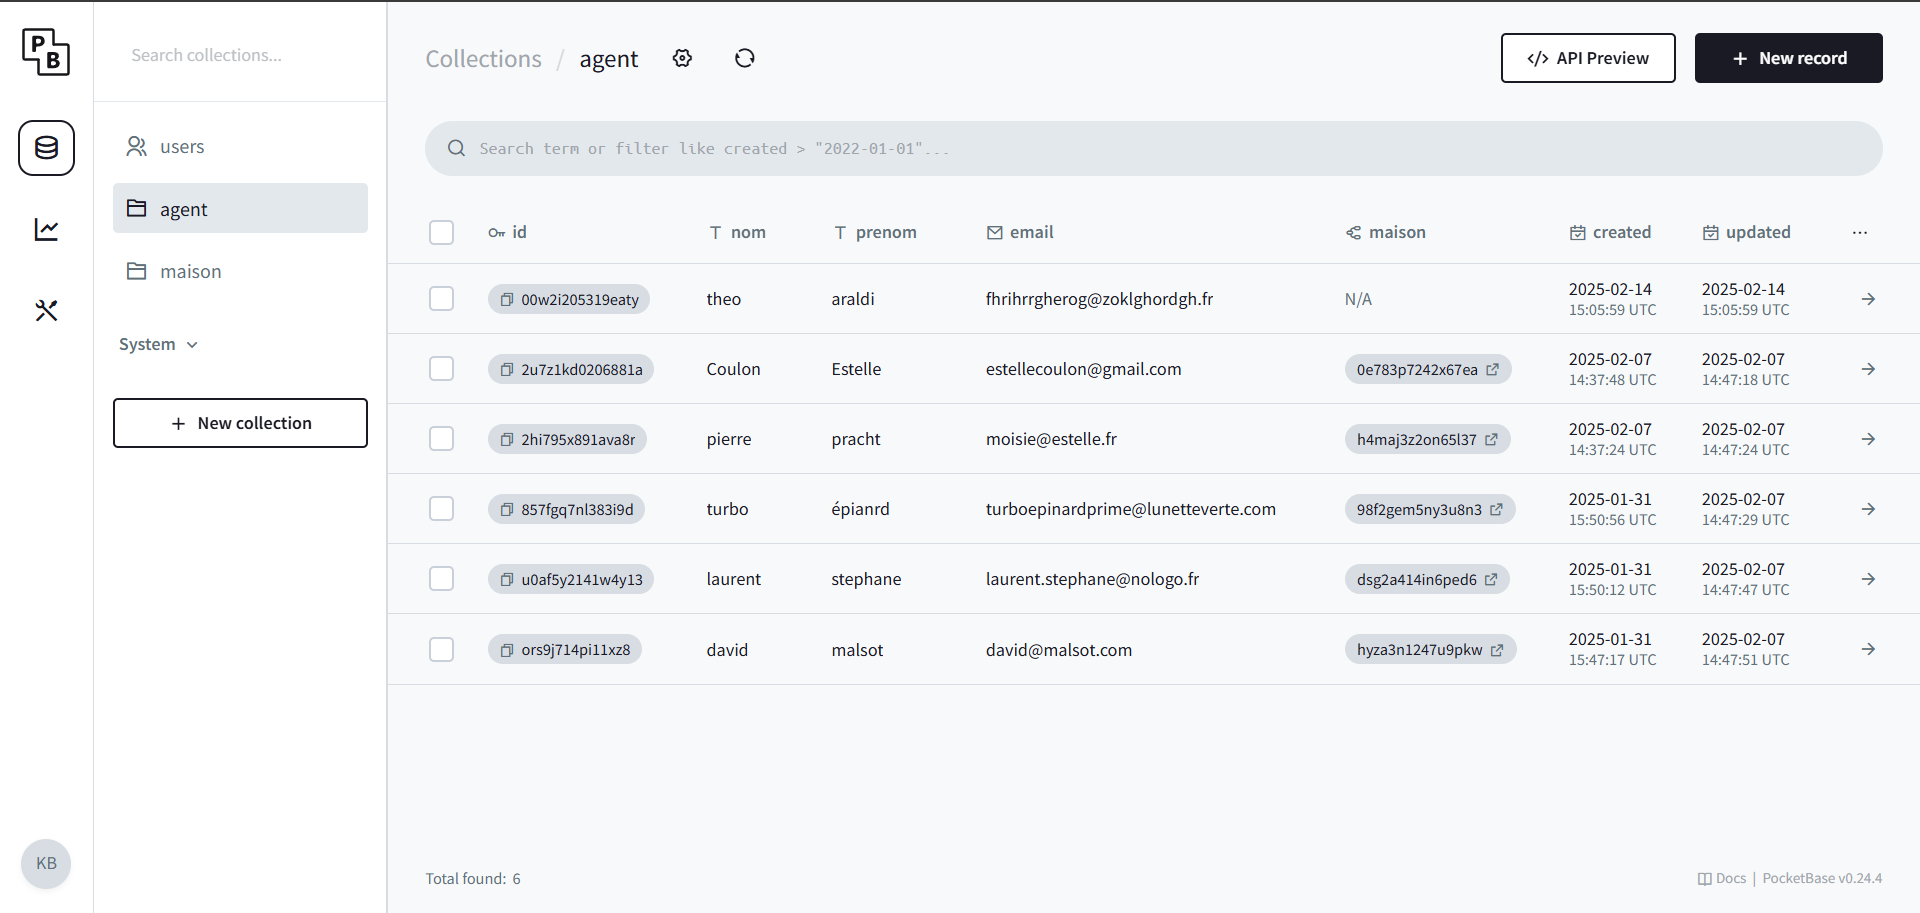 P
B
Search collections...
users
agent
maison
System
+ New collection
KB
Collections / agent
</> API Preview
+ New record
Search term or filter like created > "2022-01-01"...
id nom prenom email maison created updated ...
00w2i205319eaty theo araldi fhrihrrgherog@zoklghordgh.fr N/A 2025-02-14 15:05:59 UTC 2025-02-14 15:05:59 UTC
2u7z1kd0206881a Coulon Estelle estellecoulon@gmail.com 0e783p7242x67ea 2025-02-07 14:37:48 UTC 2025-02-07 14:47:18 UTC
2hi795x891ava8r pierre pracht moisie@estelle.fr h4maj3z2on65l37 2025-02-07 14:37:24 UTC 2025-02-07 14:47:24 UTC
857fgq7nl383i9d turbo épianrd turboepinardprime@lunetteverte.com 98f2gem5ny3u8n3 2025-01-31 15:50:56 UTC 2025-02-07 14:47:29 UTC
u0af5y2141w4y13 laurent stephane laurent.stephane@nologo.fr dsg2a414in6ped6 2025-01-31 15:50:12 UTC 2025-02-07 14:47:47 UTC
ors9j714pi11xz8 david malsot david@malsot.com hyza3n1247u9pkw 2025-01-31 15:47:17 UTC 2025-02-07 14:47:51 UTC
Total found: 6
Docs | PocketBase v0.24.4